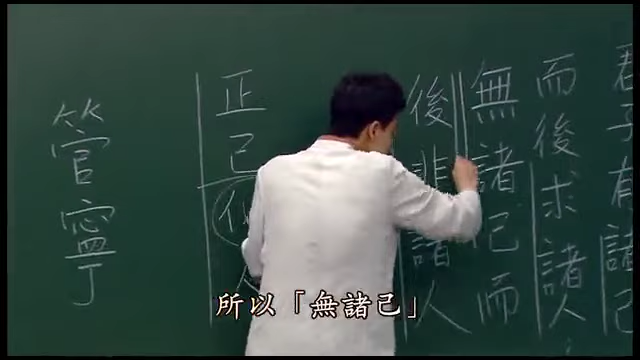 君子有諸
而後求諸人
無諸己而
後非諸人
正己
管寧
所以「無諸己」